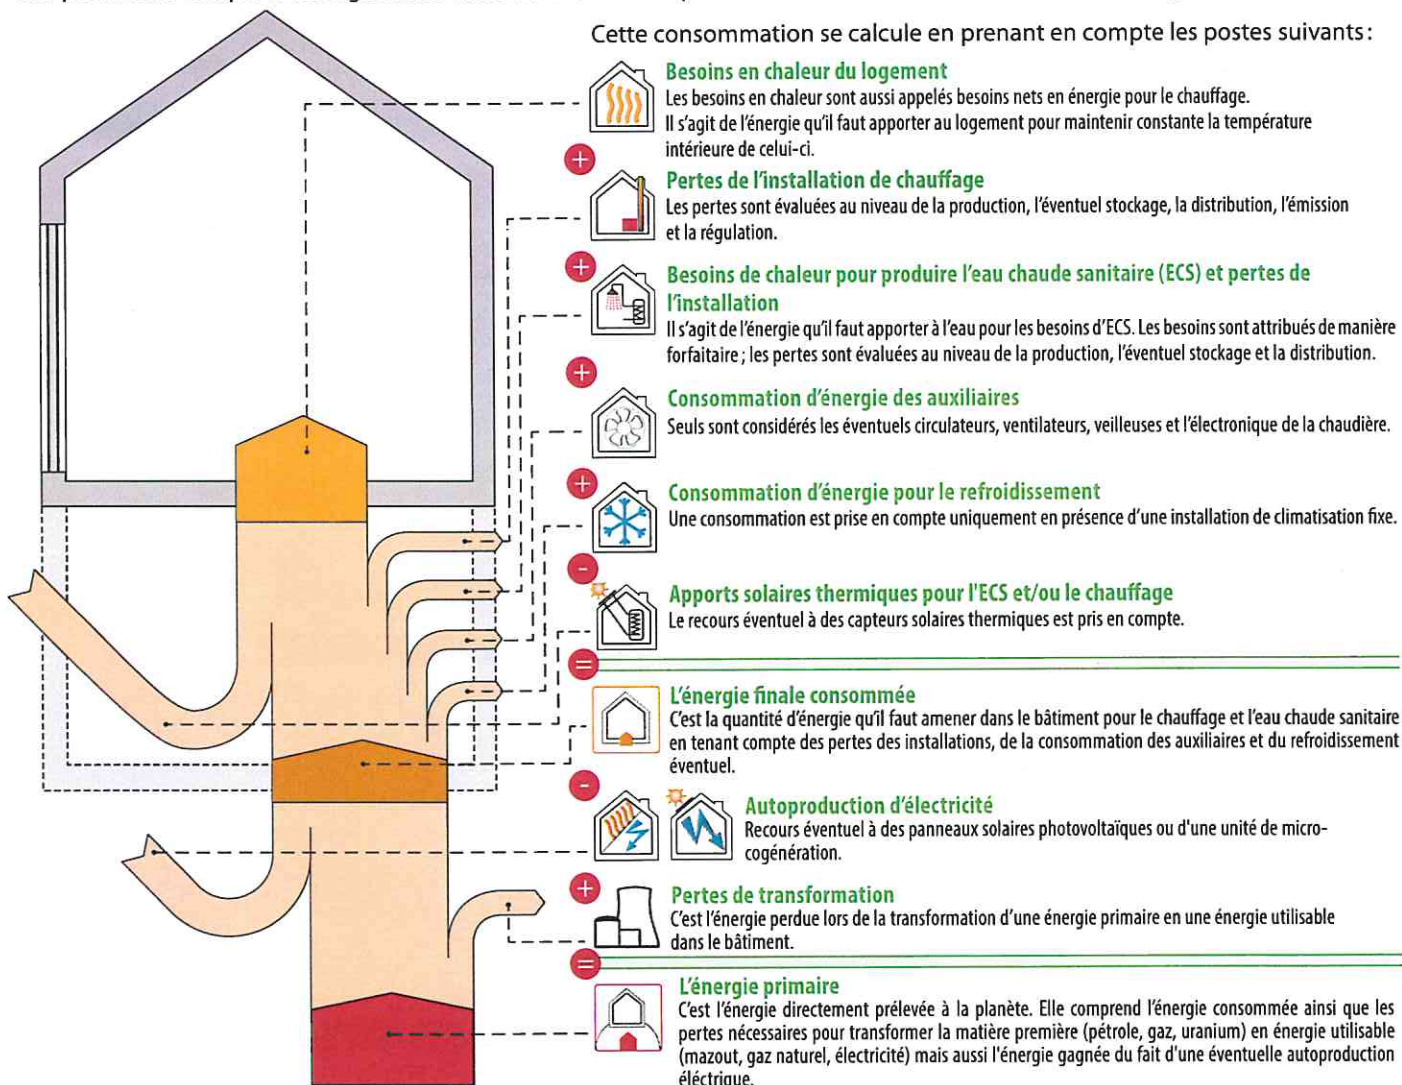 Cette consommation se calcule en prenant en compte les postes suivants :
Besoins en chaleur du logement
Les besoins en chaleur sont aussi appelés besoins nets en énergie pour le chauffage.
Il s'agit de l'énergie qu'il faut apporter au logement pour maintenir constante la température
intérieure de celui-ci.
+
Pertes de l'installation de chauffage
Les pertes sont évaluées au niveau de la production, l'éventuel stockage, la distribution, l'émission
et la régulation.
+
Besoins de chaleur pour produire l'eau chaude sanitaire (ECS) et pertes de
l'installation
Il s'agit de l'énergie qu'il faut apporter à l'eau pour les besoins d'ECS. Les besoins sont attribués de manière
forfaitaire ; les pertes sont évaluées au niveau de la production, l'éventuel stockage et la distribution.
+
Consommation d'énergie des auxiliaires
Seuls sont considérés les éventuels circulateurs, ventilateurs, veilleuses et l'électronique de la chaudière.
+
Consommation d'énergie pour le refroidissement
Une consommation est prise en compte uniquement en présence d'une installation de climatisation fixe.
-
Apports solaires thermiques pour l'ECS et/ou le chauffage
Le recours éventuel à des capteurs solaires thermiques est pris en compte.
=
L'énergie finale consommée
C'est la quantité d'énergie qu'il faut amener dans le bâtiment pour le chauffage et l'eau chaude sanitaire
en tenant compte des pertes des installations, de la consommation des auxiliaires et du refroidissement
éventuel.
-
Autoproduction d'électricité
Recours éventuel à des panneaux solaires photovoltaïques ou d'une unité de micro-
cogénération.
+
Pertes de transformation
C'est l'énergie perdue lors de la transformation d'une énergie primaire en une énergie utilisable
dans le bâtiment.
=
L'énergie primaire
C'est l'énergie directement prélevée à la planète. Elle comprend l'énergie consommée ainsi que les
pertes nécessaires pour transformer la matière première (pétrole, gaz, uranium) en énergie utilisable
(mazout, gaz naturel, électricité) mais aussi l'énergie gagnée du fait d'une éventuelle autoproduction
éléctrique.